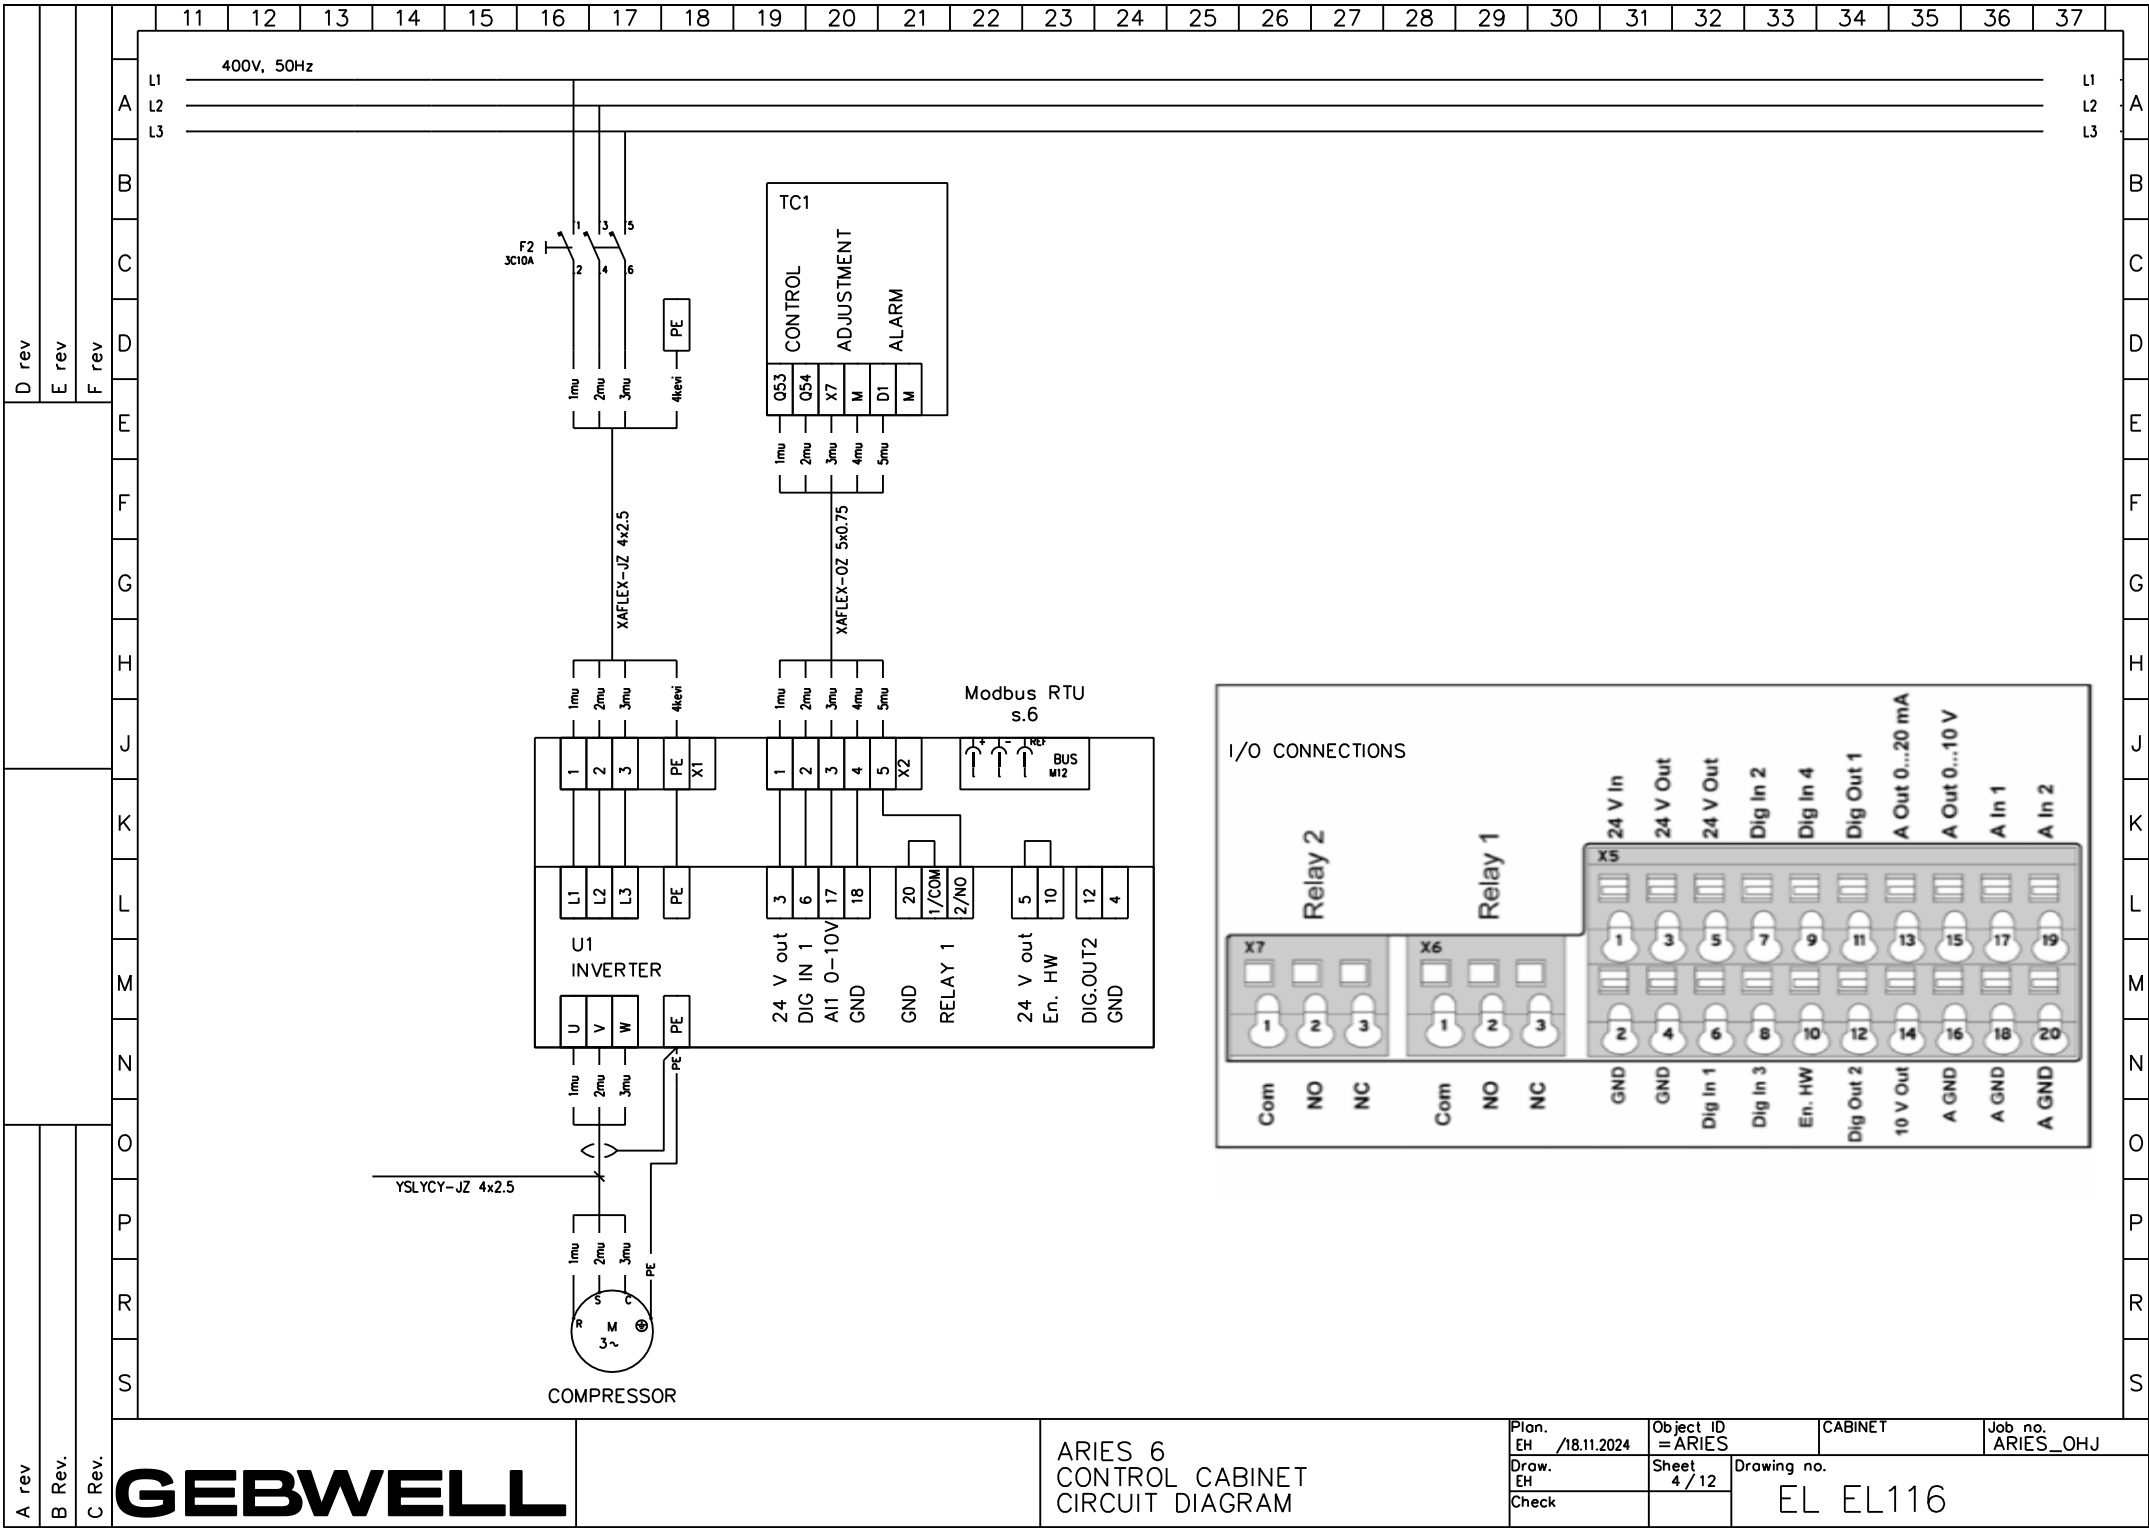 11 12 13 14 15 16 17 18 19 20 21 22 23 24 25 26 27 28 29 30 31 32 33 34 35 36 37
D rev
E rev
F rev
A rev
B Rev.
C Rev.
A
B
C
D
E
F
G
H
J
K
L
M
N
O
P
R
S
400V, 50Hz
L1 L1
L2 L2
L3 L3
F2
3C10A
1 3 5
2 4 6
PE
1mu 2mu 3mu 4kevi
XAFLEX-JZ 4x2.5
1mu 2mu 3mu 4kevi
TC1
CONTROL
ADJUSTMENT
ALARM
Q53 Q54 X7 M D1 M
1mu 2mu 3mu 4mu 5mu
XAFLEX-OZ 5x0.75
1mu 2mu 3mu 4mu 5mu
Modbus RTU
s.6
1 2 3 PE X1
1 2 3 4 5 X2
+ - REF
BUS
M12
L1 L2 L3 PE
3 6 17 18
20 1/COM 2/NO
5 10 12 4
U1
INVERTER
24 V out
DIG IN 1
AI1 0-10V
GND
GND
RELAY 1
24 V out
En. HW
DIG.OUT2
GND
U V W PE
1mu 2mu 3mu PE
YSLYCY-JZ 4x2.5
1mu 2mu 3mu PE
R S C
M
3~
COMPRESSOR
I/O CONNECTIONS
Relay 2
Relay 1
24 V In
24 V Out
24 V Out
Dig In 2
Dig In 4
Dig Out 1
A Out 0...20 mA
A Out 0...10 V
A In 1
A In 2
X5
1 3 5 7 9 11 13 15 17 19
X7 X6
1 2 3 1 2 3
2 4 6 8 10 12 14 16 18 20
Com
NO
NC
Com
NO
NC
GND
GND
Dig In 1
Dig In 3
En. HW
Dig Out 2
10 V Out
A GND
A GND
A GND
A
B
C
D
E
F
G
H
J
K
L
M
N
O
P
R
S
GEBWELL
ARIES 6
CONTROL CABINET
CIRCUIT DIAGRAM
Plan.
EH /18.11.2024
Draw.
EH
Check
Object ID
=ARIES
Sheet
4/12
CABINET
Job no.
ARIES_OHJ
Drawing no.
EL EL116